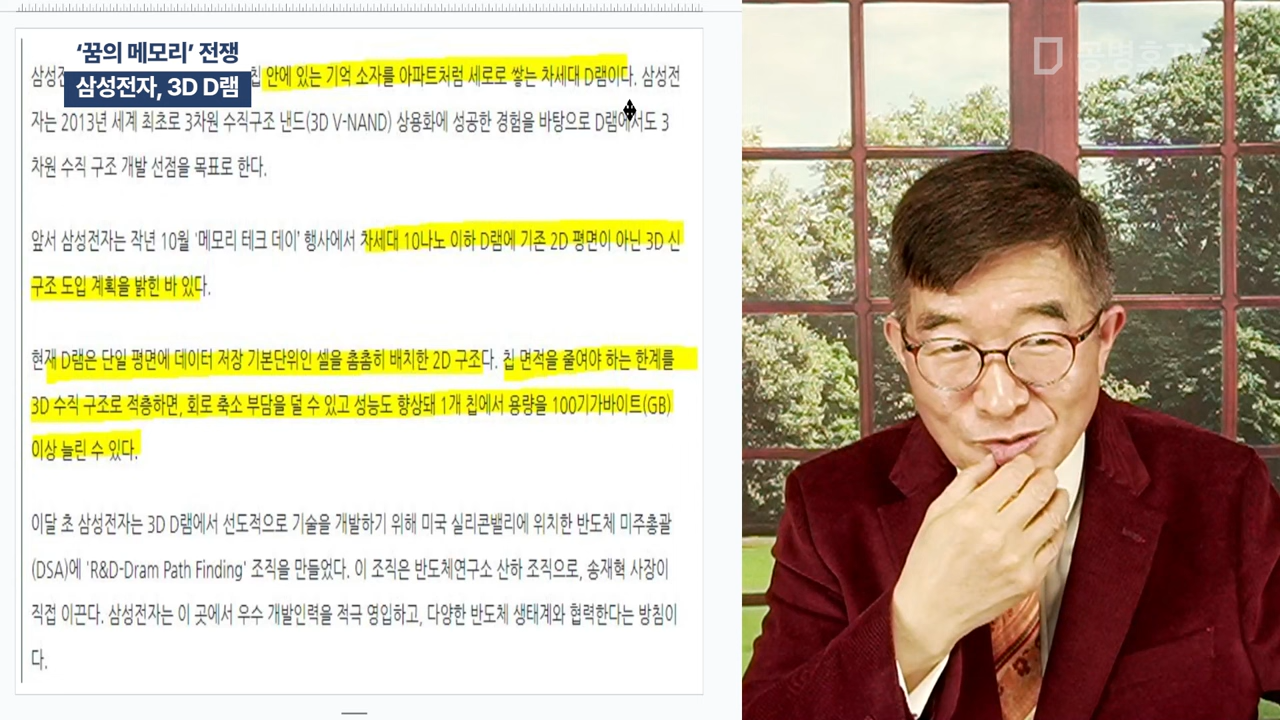 ‘꿈의 메모리’ 전쟁
삼성전자, 3D D램
칩 안에 있는 기억 소자를 아파트처럼 세로로 쌓는 차세대 D램이다. 삼성전
자는 2013년 세계 최초로 3차원 수직구조 낸드(3D V-NAND) 상용화에 성공한 경험을 바탕으로 D램에서도 3
차원 수직 구조 개발 선점을 목표로 한다.
앞서 삼성전자는 작년 10월 '메모리 테크 데이' 행사에서 차세대 10나노 이하 D램에 기존 2D 평면이 아닌 3D 신
구조 도입 계획을 밝힌 바 있다.
현재 D램은 단일 평면에 데이터 저장 기본단위인 셀을 촘촘히 배치한 2D 구조다. 칩 면적을 줄여야 하는 한계를
3D 수직 구조로 적층하면, 회로 축소 부담을 덜 수 있고 성능도 향상돼 1개 칩에서 용량을 100기가바이트(GB)
이상 늘린 수 있다.
이달 초 삼성전자는 3D D램에서 선도적으로 기술을 개발하기 위해 미국 실리콘밸리에 위치한 반도체 미주총괄
(DSA)에 'R&D-Dram Path Finding' 조직을 만들었다. 이 조직은 반도체연구소 산하 조직으로, 송재혁 사장이
직접 이끈다. 삼성전자는 이 곳에서 우수 개발인력을 적극 영입하고, 다양한 반도체 생태계와 협력한다는 방침이
다.